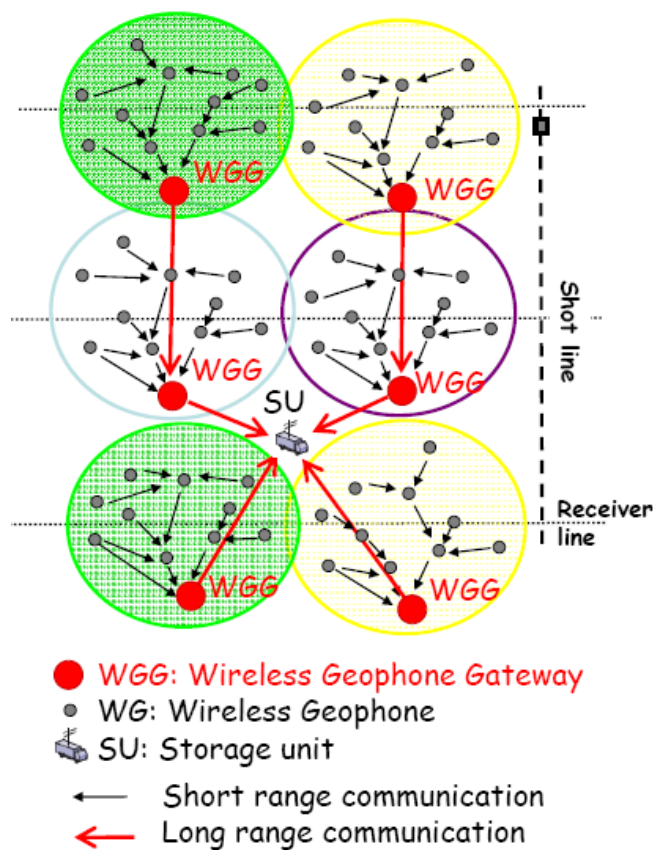 WGG
WGG
Shot line
WGG
SU
WGG
Receiver
line
WGG
WGG
WGG: Wireless Geophone Gateway
WG: Wireless Geophone
SU: Storage unit
Short range communication
Long range communication